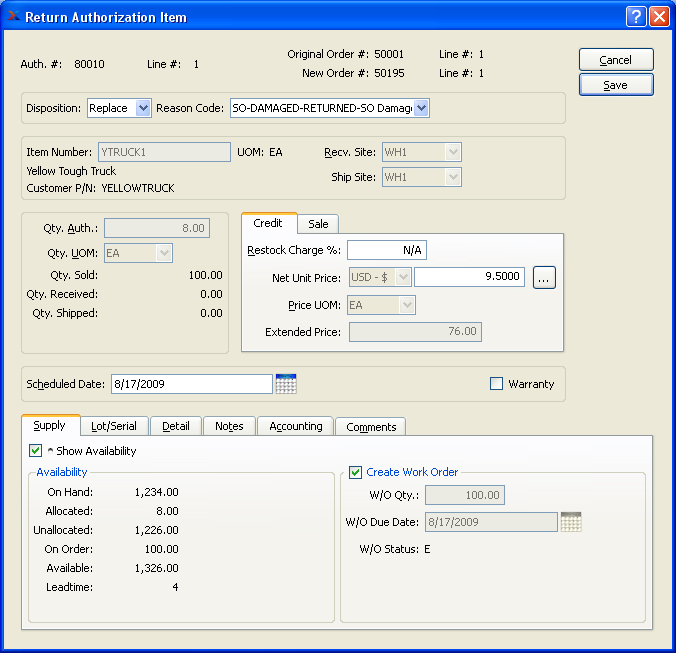 Return Authorization Item
Auth. #: 80010 Line #: 1 Original Order #: 50001 Line #: 1
New Order #: 50195 Line #: 1
Cancel
Save
Disposition: Replace Reason Code: SO-DAMAGED-RETURNED-SO Damag
Item Number: YTRUCK1 UOM: EA Recv. Site: WH1
Yellow Tough Truck
Ship Site: WH1
Customer P/N: YELLOWTRUCK
Qty. Auth.: 8.00
Qty. UOM: EA
Qty. Sold: 100.00
Qty. Received: 0.00
Qty. Shipped: 0.00
Credit Sale
Restock Charge %: N/A
Net Unit Price: USD - $ 9.5000 ...
Price UOM: EA
Extended Price: 76.00
Scheduled Date: 8/17/2009 Warranty
Supply Lot/Serial Detail Notes Accounting Comments
^ Show Availability
Availability
On Hand: 1,234.00
Allocated: 8.00
Unallocated: 1,226.00
On Order: 100.00
Available: 1,326.00
Leadtime: 4
Create Work Order
W/O Qty.: 100.00
W/O Due Date: 8/17/2009
W/O Status: E